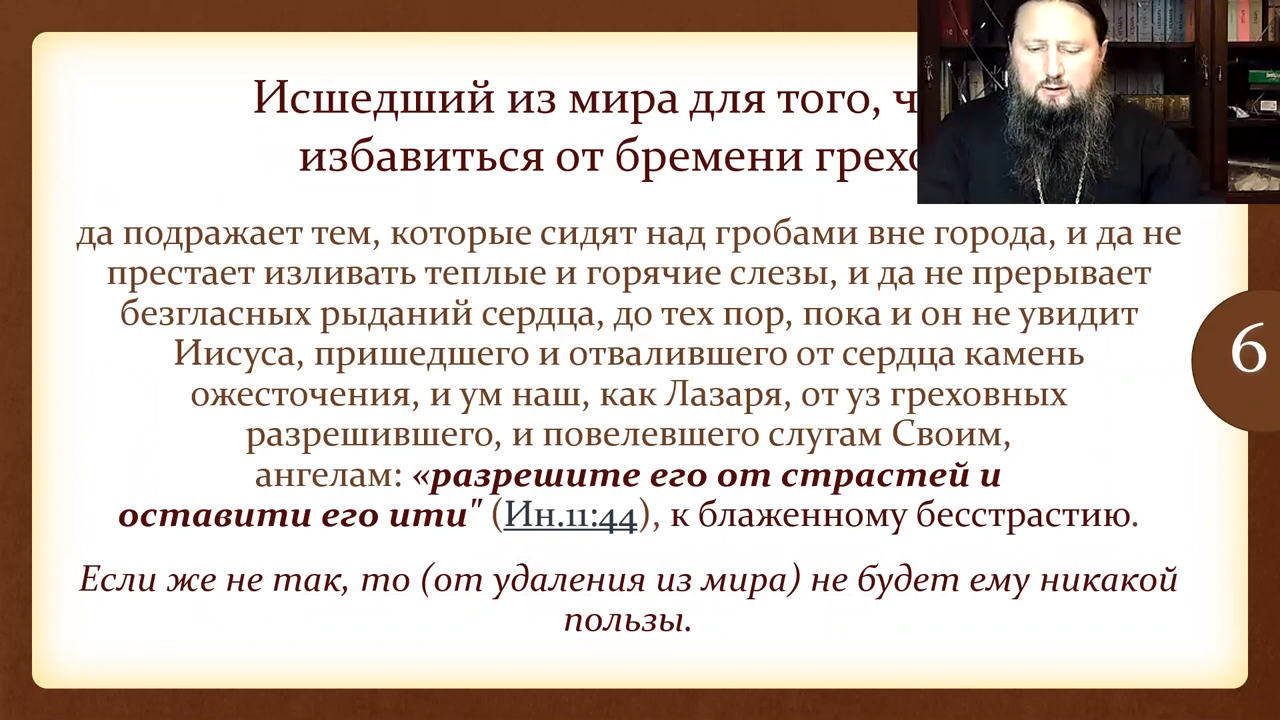 Исшедший из мира для того,
избавиться от бремени
да подражает тем, которые сидят над гробами вне города, и да не
престает изливать теплые и горячие слезы, и да не прерывает
безгласных рыданий сердца, до тех пор, пока и он не увидит
Иисуса, пришедшего и отвалившего от сердца камень
ожесточения, и ум наш, как Лазаря, от уз греховных
разрешившего, и повелевшего слугам Своим,
ангелам: «разрешите его от страстей и
оставити его ити" (Ин.11:44), к блаженному бесстрастию.
6
Если же не так, то (от удаления из мира) не будет ему никакой
пользы.